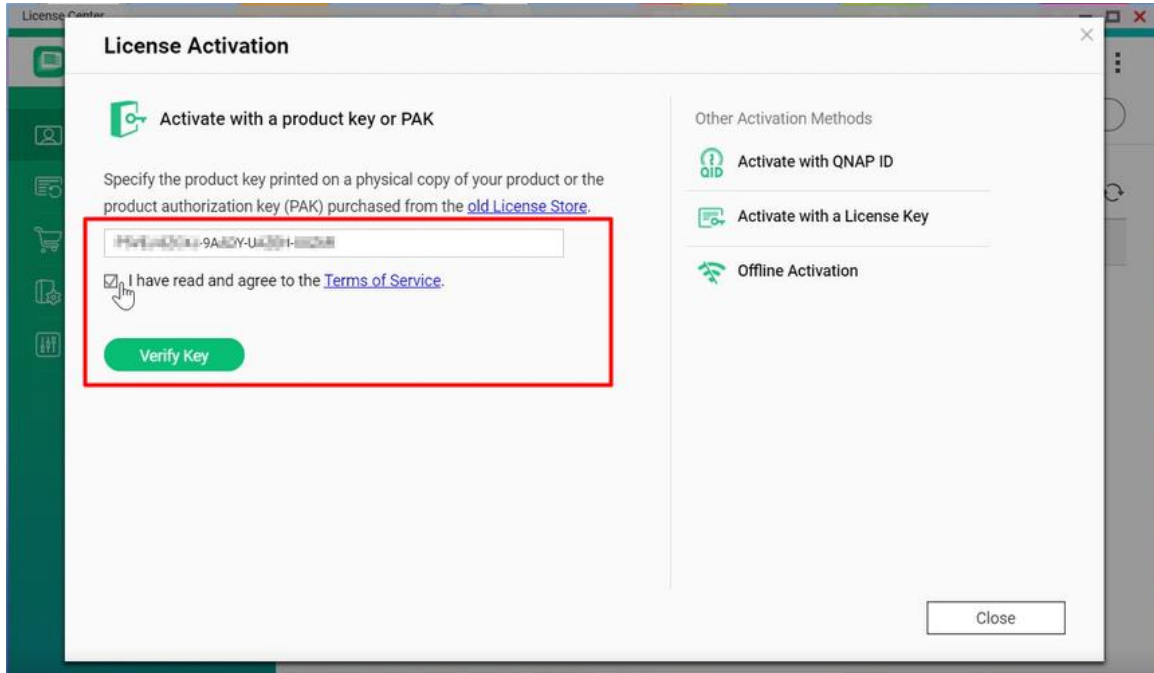 License Center
License Activation
Activate with a product key or PAK
Specify the product key printed on a physical copy of your product or the
product authorization key (PAK) purchased from the old License Store.
I have read and agree to the Terms of Service.
Verify Key
Other Activation Methods
QID
Activate with QNAP ID
Activate with a License Key
Offline Activation
Close